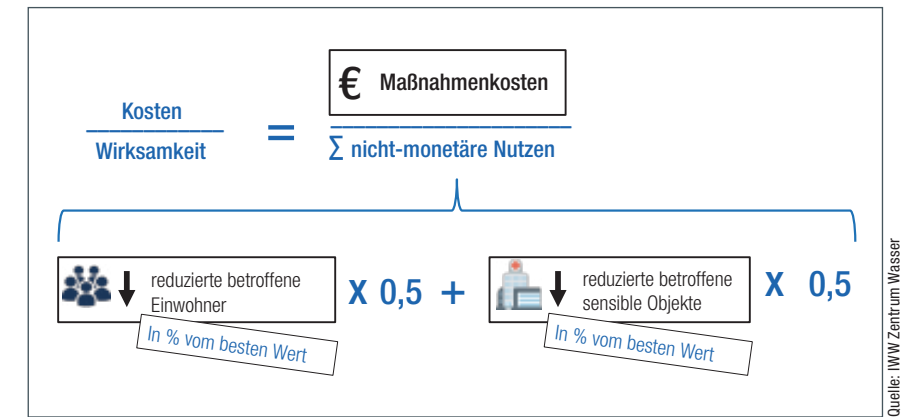 € Maßnahmenkosten
Kosten
=
Wirksamkeit
∑ nicht-monetäre Nutzen
reduzierte betroffene
Einwohner
In % vom besten Wert
X 0,5 +
reduzierte betroffene
sensible Objekte
In % vom besten Wert
X 0,5
Quelle: IWW Zentrum Wasser